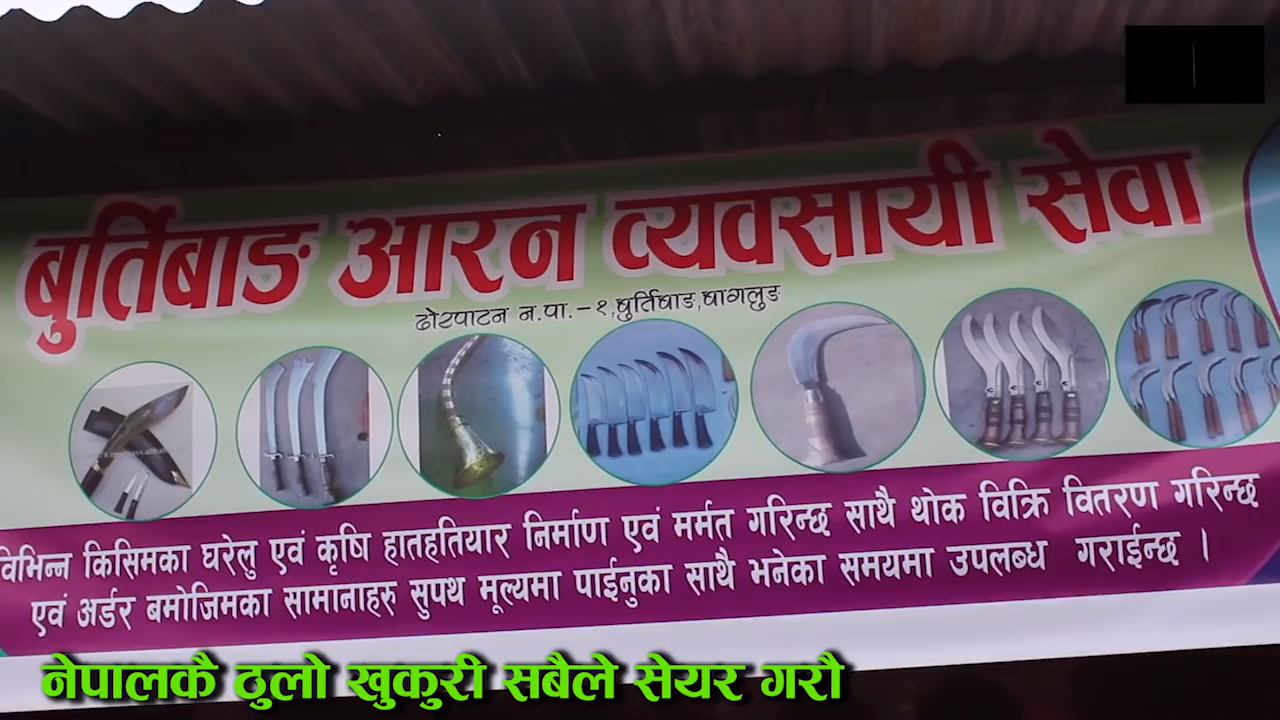 बुर्तिबाङ आरन व्यवसायी सेवा
ढोरपाटन न.पा.-१,बुर्तिबाङ,बागलुङ
विभिन्न किसिमका घरेलु एवं कृषि हातहतियार निर्माण एवं मर्मत गरिन्छ साथै थोक विक्रि वितरण गरिन्छ
एवं अर्डर बमोजिमका सामानाहरु सुपथ मूल्यमा पाईनुका साथै भनेका समयमा उपलब्ध गराईन्छ ।
नेपालकै ठुलो खुकुरी सबैले सेयर गरौ